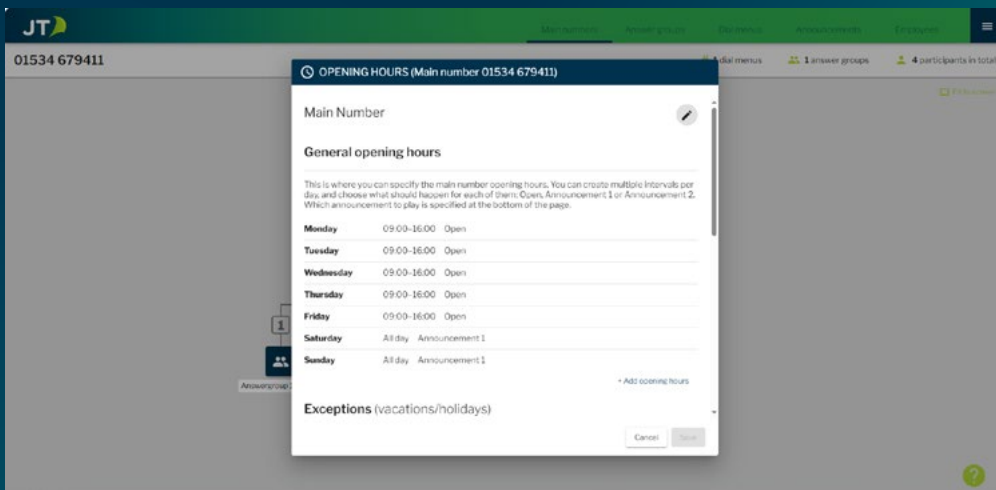 JT
Main numbers Answer groups Dial menus Announcements Employees
01534 679411
dial menus 1 answer groups 4 participants in total
OPENING HOURS (Main number 01534 679411)
Main Number
General opening hours
This is where you can specify the main number opening hours. You can create multiple intervals per
day, and choose what should happen for each of them: Open, Announcement 1 or Announcement 2.
Which announcement to play is specified at the bottom of the page.
Monday 09:00-16:00 Open
Tuesday 09:00-16:00 Open
Wednesday 09:00-16:00 Open
Thursday 09:00-16:00 Open
Friday 09:00-16:00 Open
Saturday All day Announcement 1
Sunday All day Announcement 1
1
Answergroup
+ Add opening hours
Exceptions (vacations/holidays)
Cancel Save
?